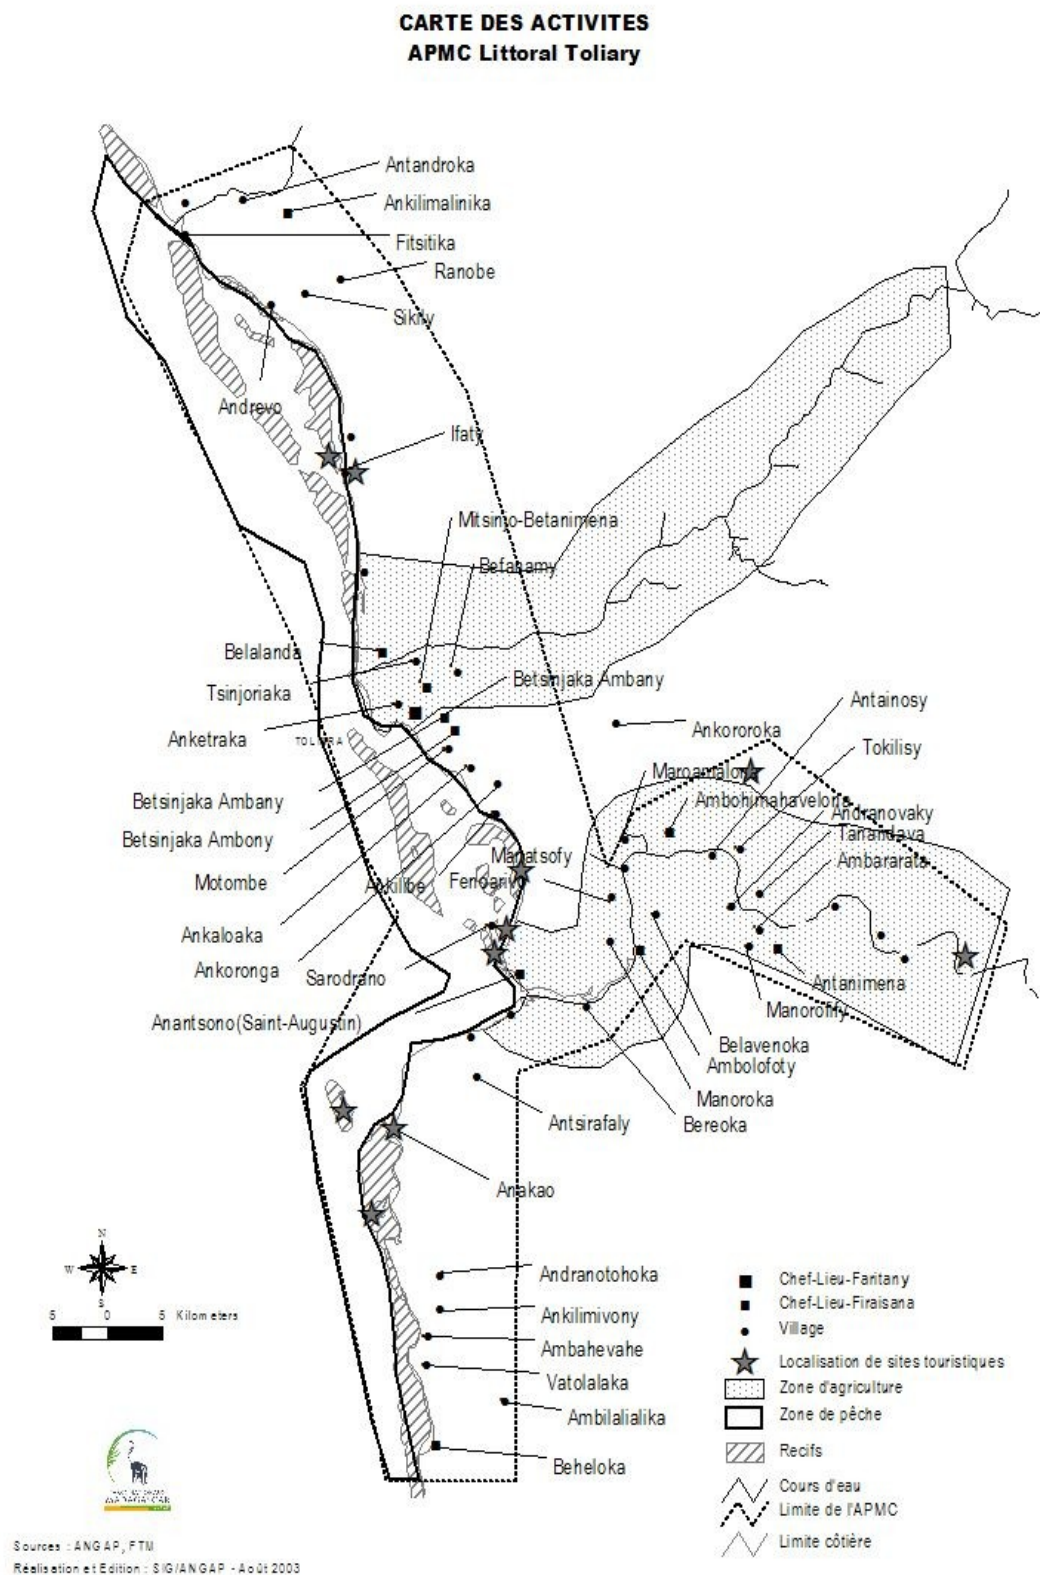 CARTE DES ACTIVITES
APMC Littoral Toliary
Antandroka
Ankilimalinika
Fitsitika
Ranobe
Sikily
Andrevo
Ifaty
Mitsino-Betanimena
Befanamy
Belalanda
Tsinjoriaka
Betsinjaka Ambany
Antainosy
Anketraka
Ankororoka
Tokilisy
Betsinjaka Ambany
Ambohimahavelona
Andranovaky
Betsinjaka Ambony
Tanandava
Manatsofy
Ambararata
Motombe
Ankilibe
Ankaloaka
Ankoronga
Sarodrano
Antanimena
Manorofify
Anantsono(Saint-Augustin)
Belavenoka
Ambolofoty
Manoroka
Antsirafaly
Bereoka
Anakao
N
W
E
S
5 0 5 Kilometers
Andranotohoka
Ankilimivony
Ambahevahe
Vatolalaka
Ambilalialika
Beheloka
Chef-Lieu-Faritany
Chef-Lieu-Firaisana
Village
Localisation de sites touristiques
Zone d'agriculture
Zone de pêche
Recifs
Cours d'eau
Limite de l'APMC
Limite côtière
MADAGASCAR
Sources : ANGAP, FTM
Réalisation et Edition : SIG/ANGAP - Août 2003